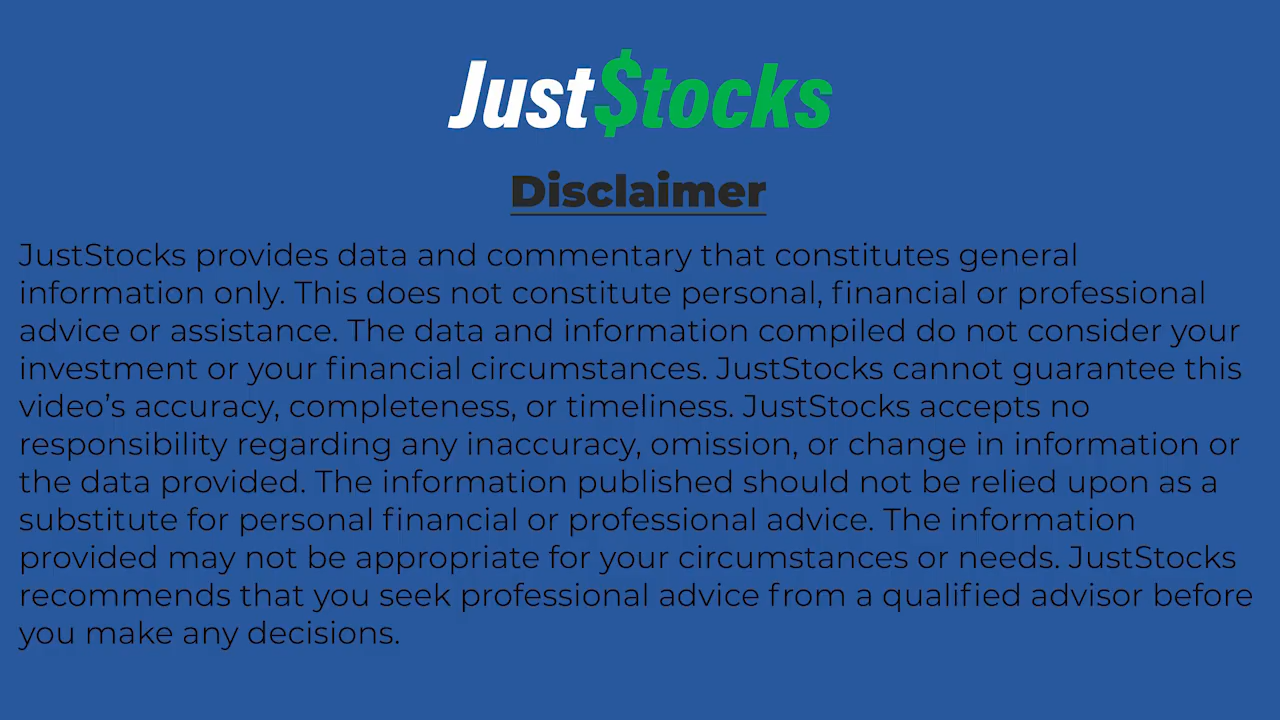 Just$tocks
Disclaimer
JustStocks provides data and commentary that constitutes general
information only. This does not constitute personal, financial or professional
advice or assistance. The data and information compiled do not consider your
investment or your financial circumstances. JustStocks cannot guarantee this
video’s accuracy, completeness, or timeliness. JustStocks accepts no
responsibility regarding any inaccuracy, omission, or change in information or
the data provided. The information published should not be relied upon as a
substitute for personal financial or professional advice. The information
provided may not be appropriate for your circumstances or needs. JustStocks
recommends that you seek professional advice from a qualified advisor before
you make any decisions.